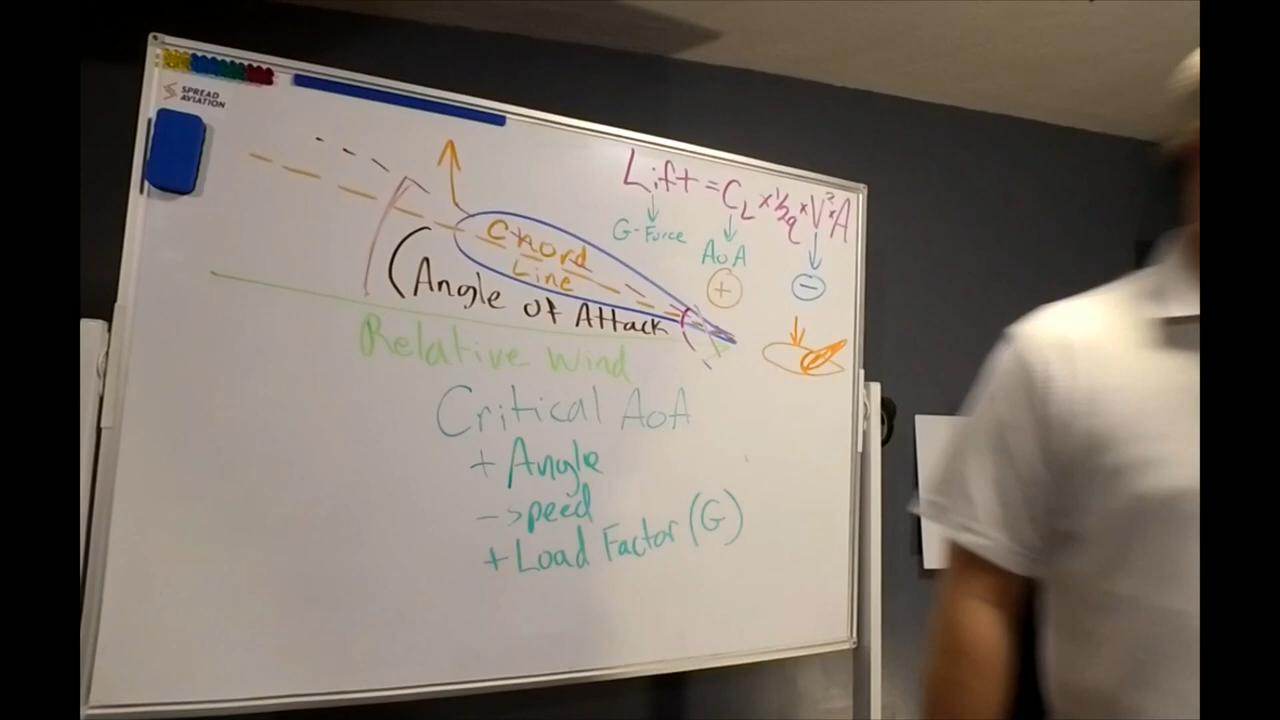 SPREAD
AVIATION
Lift = CL × 1/2q × V² × A
G-Force
AoA
+
−
Chord
Line
Angle of Attack
Relative Wind
Critical AoA
+ Angle
- speed
+ Load Factor (G)